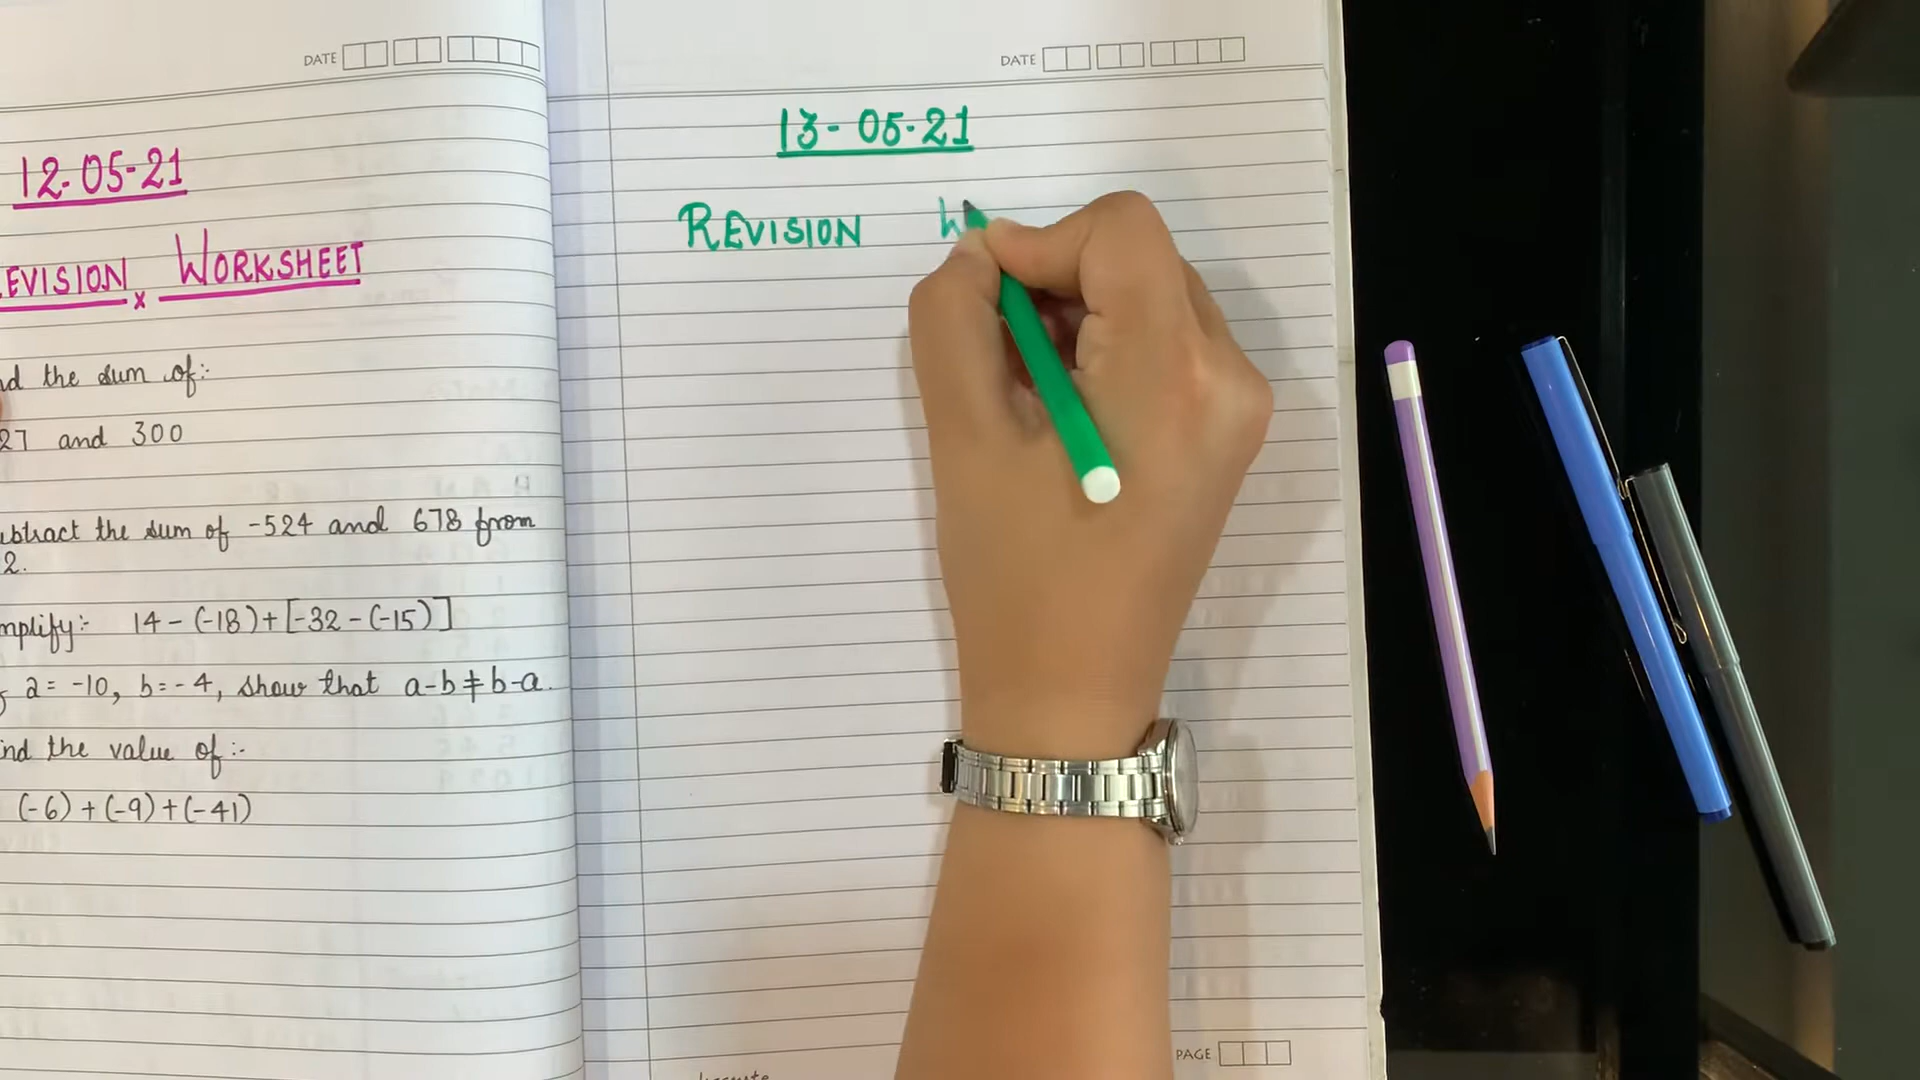 DATE
12-05-21
EVISION WORKSHEET
nd the sum of:
27 and 300
ubtract the sum of -524 and 678 from
2.
mplify:- 14-(-18)+[-32-(-15)]
a=-10, b=-4, show that a-b≠b-a.
ind the value of:-
(-6)+(-9)+(-41)
DATE
13-05-21
REVISION
PAGE